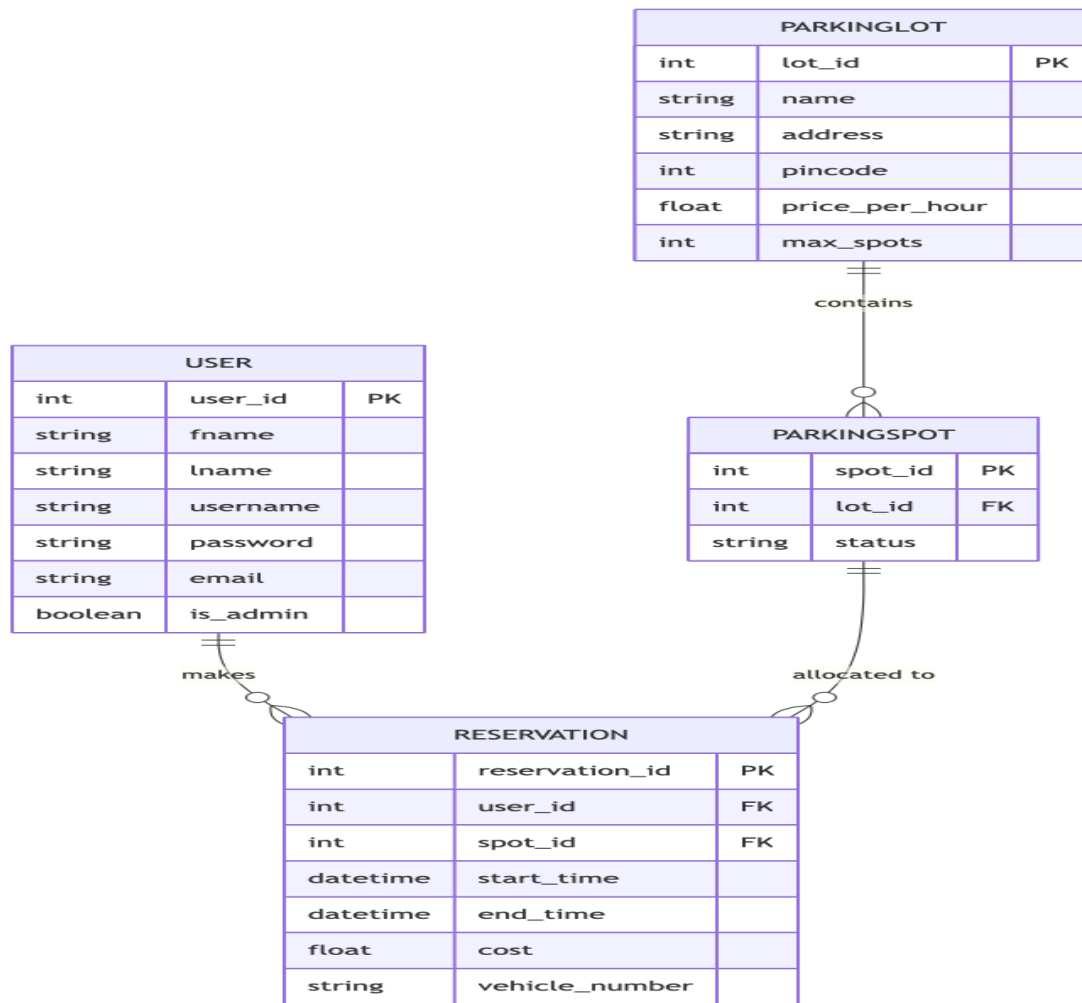 PARKINGLOT
int lot_id PK
string name
string address
int pincode
float price_per_hour
int max_spots
contains
USER
int user_id PK
string fname
string lname
string username
string password
string email
boolean is_admin
PARKINGSPOT
int spot_id PK
int lot_id FK
string status
makes
allocated to
RESERVATION
int reservation_id PK
int user_id FK
int spot_id FK
datetime start_time
datetime end_time
float cost
string vehicle_number